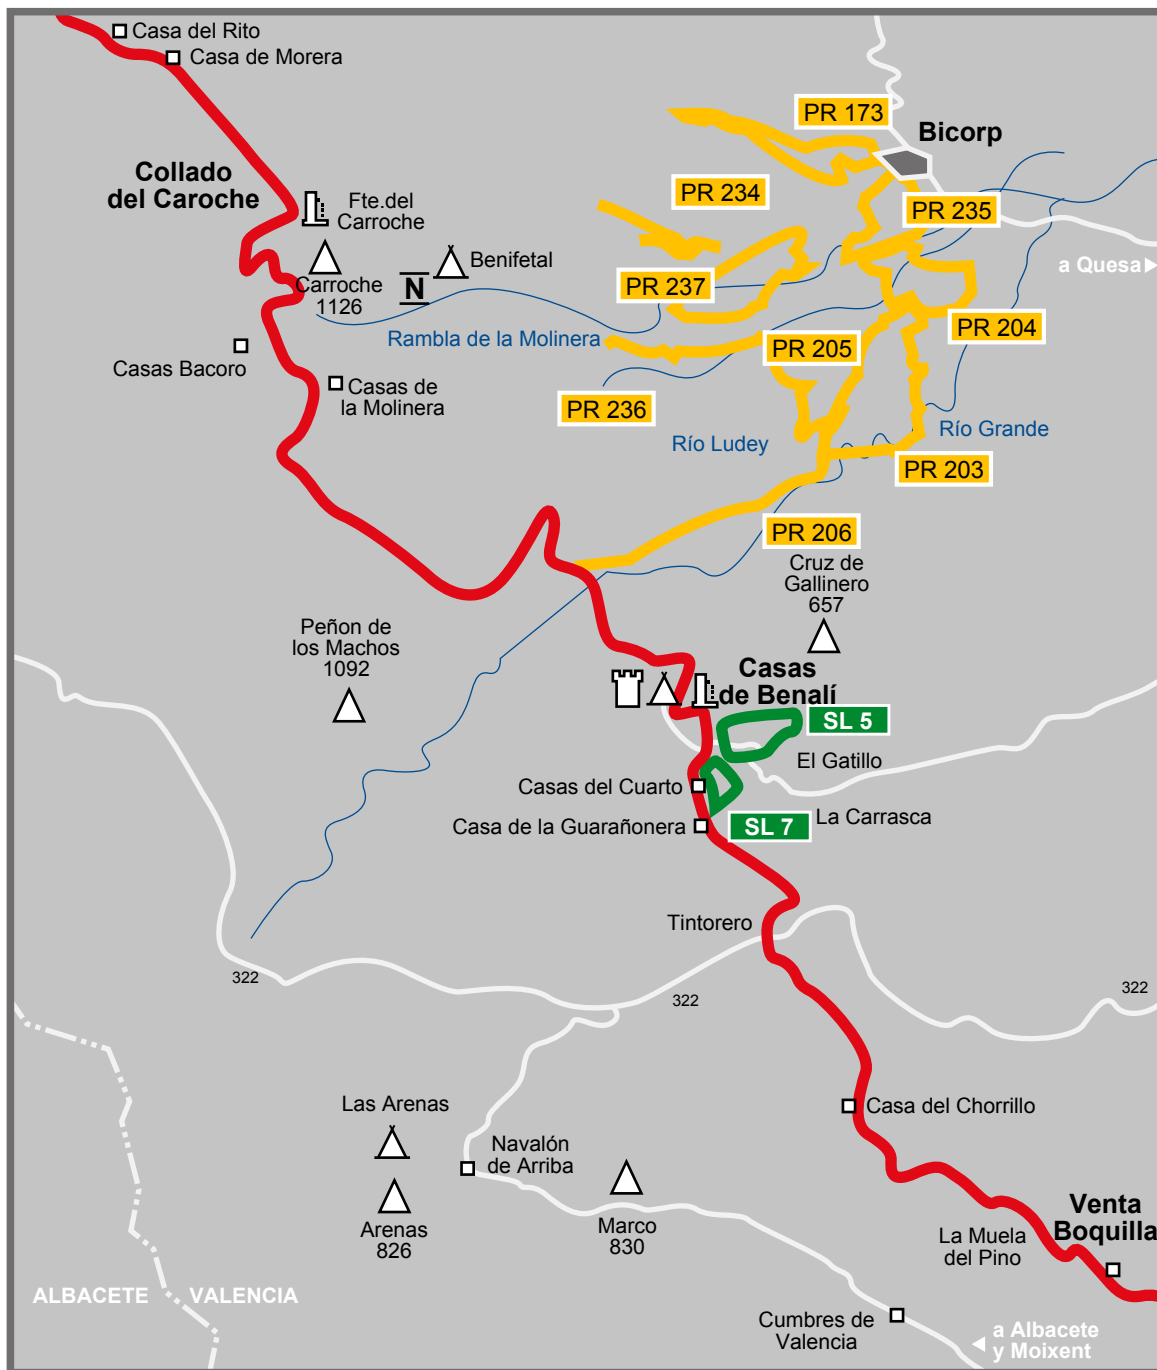 Casa del Rito
Casa de Morera
PR 173
Bicorp
Collado
del Caroche
Fte.del
Carroche
PR 234
PR 235
Benifetal
a Quesa
Carroche
1126
N
PR 237
Rambla de la Molinera
PR 204
PR 205
Casas Bacoro
Casas de
la Molinera
PR 236
Río Ludey
Río Grande
PR 203
PR 206
Cruz de
Gallinero
657
Peñon de
los Machos
1092
Casas
de Benalí
SL 5
El Gatillo
Casas del Cuarto
La Carrasca
Casa de la Guarañonera
SL 7
Tintorero
322
322
322
Las Arenas
Casa del Chorrillo
Navalón
de Arriba
Arenas
826
Marco
830
Venta
Boquilla
La Muela
del Pino
ALBACETE
VALENCIA
Cumbres de
Valencia
a Albacete
y Moixent